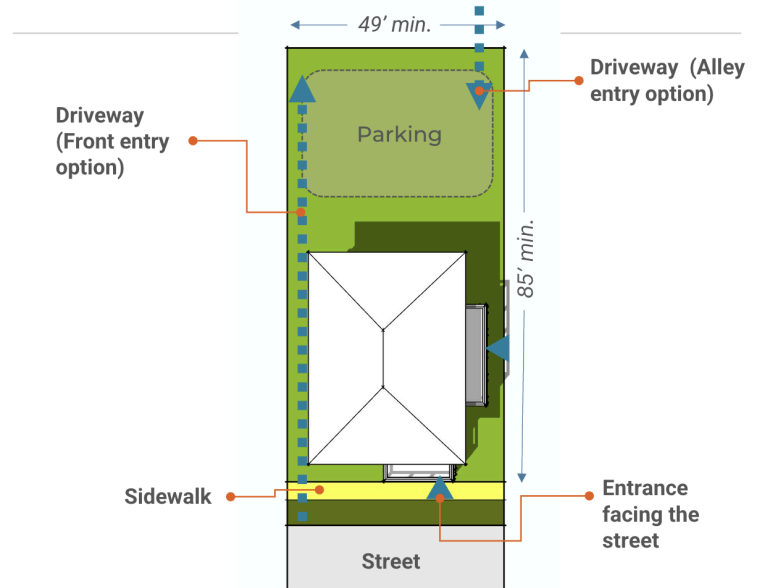 49’ min.
Driveway (Alley
entry option)
Driveway
(Front entry
option)
Parking
85’ min.
Sidewalk
Entrance
facing the
street
Street